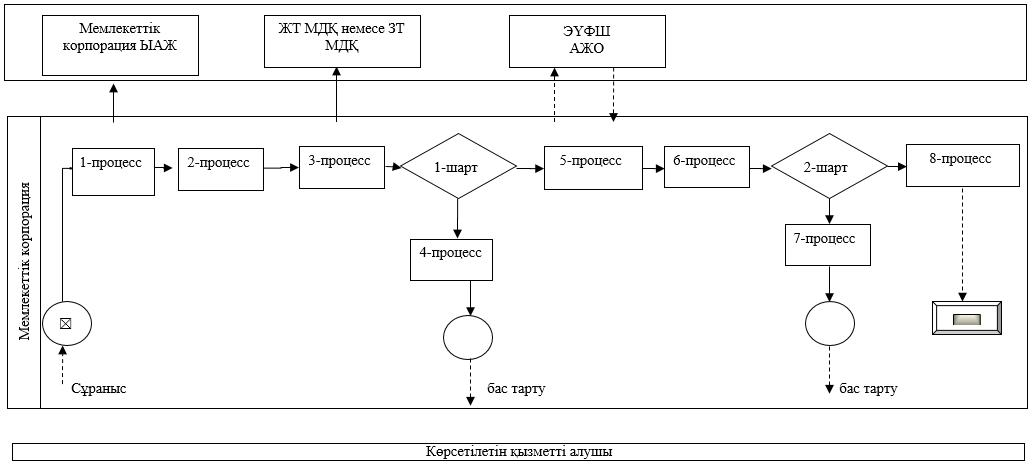 Мемлекеттік
корпорация ЫАЖ
ЖТ МДҚ немесе ЗТ
МДҚ
ЭҮФШ
АЖО
Мемлекеттік корпорация
1-процесс
2-процесс
3-процесс
1-шарт
5-процесс
6-процесс
2-шарт
8-процесс
4-процесс
7-процесс
Сұраныс
бас тарту
бас тарту
Көрсетілетін қызметті алушы